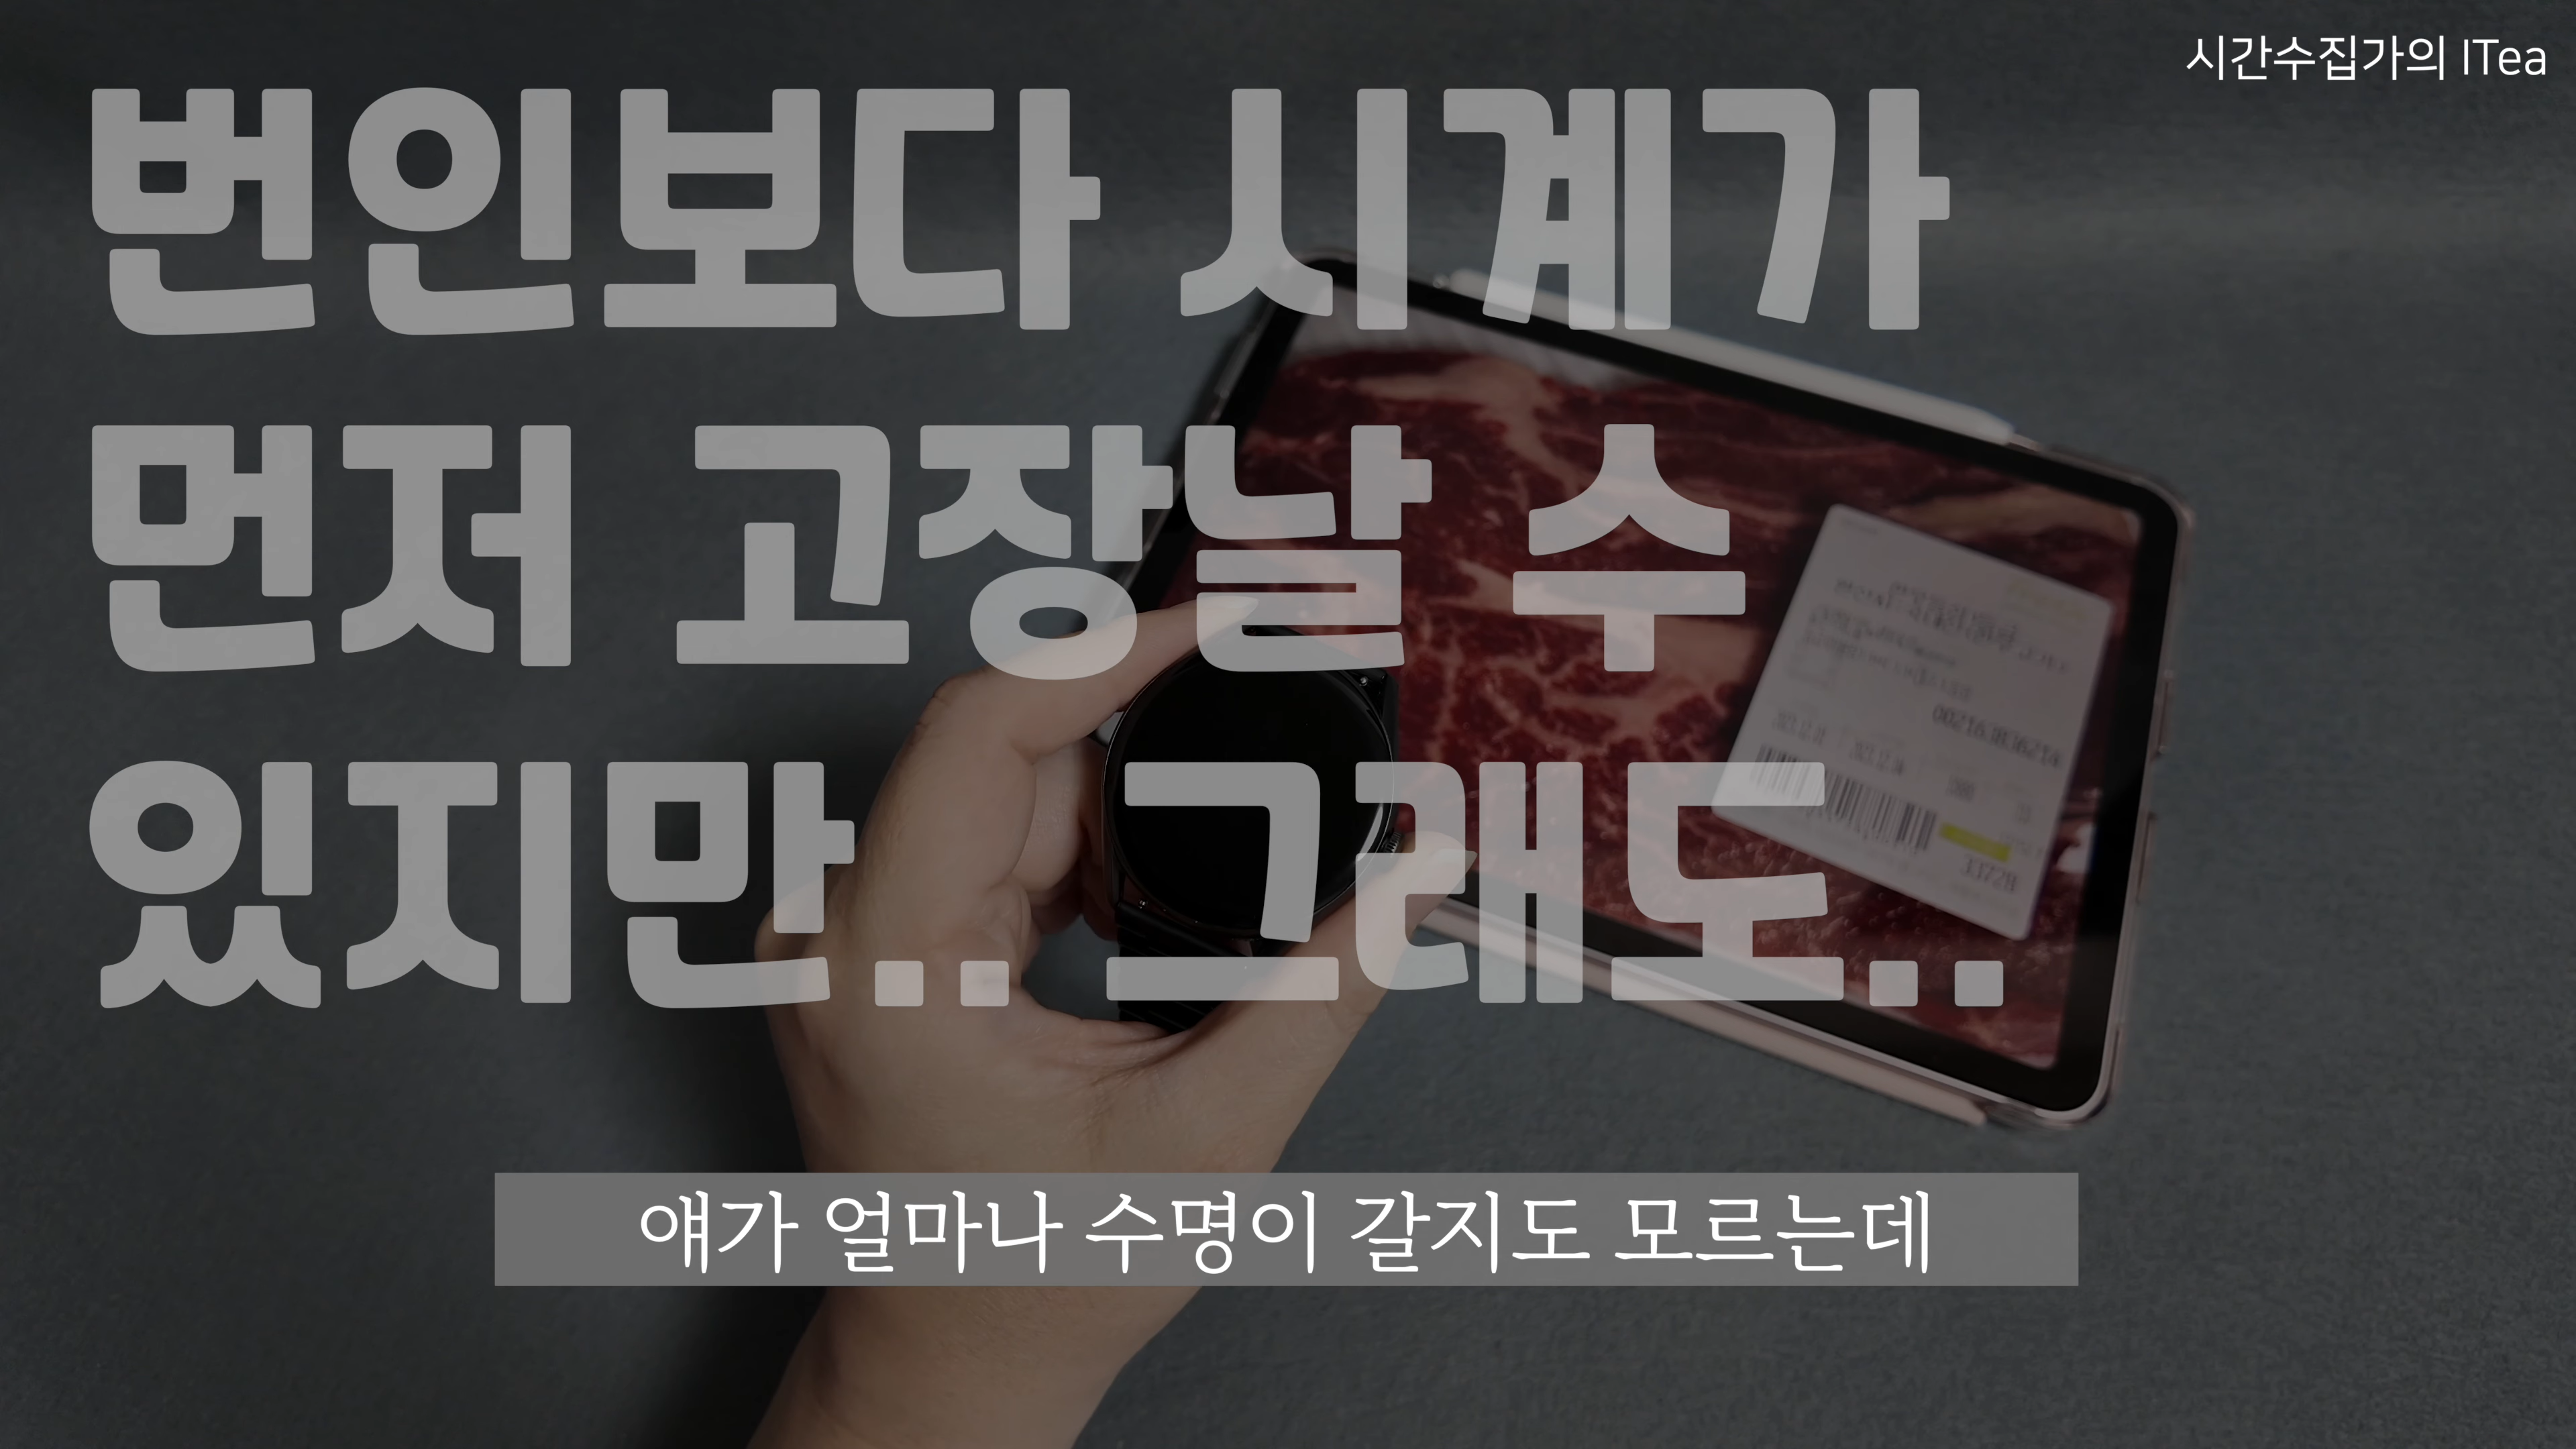 시간수집가의 ITea
번인보다 시계가
먼저 고장날 수
있지만.. 그래도..
얘가 얼마나 수명이 갈지도 모르는데